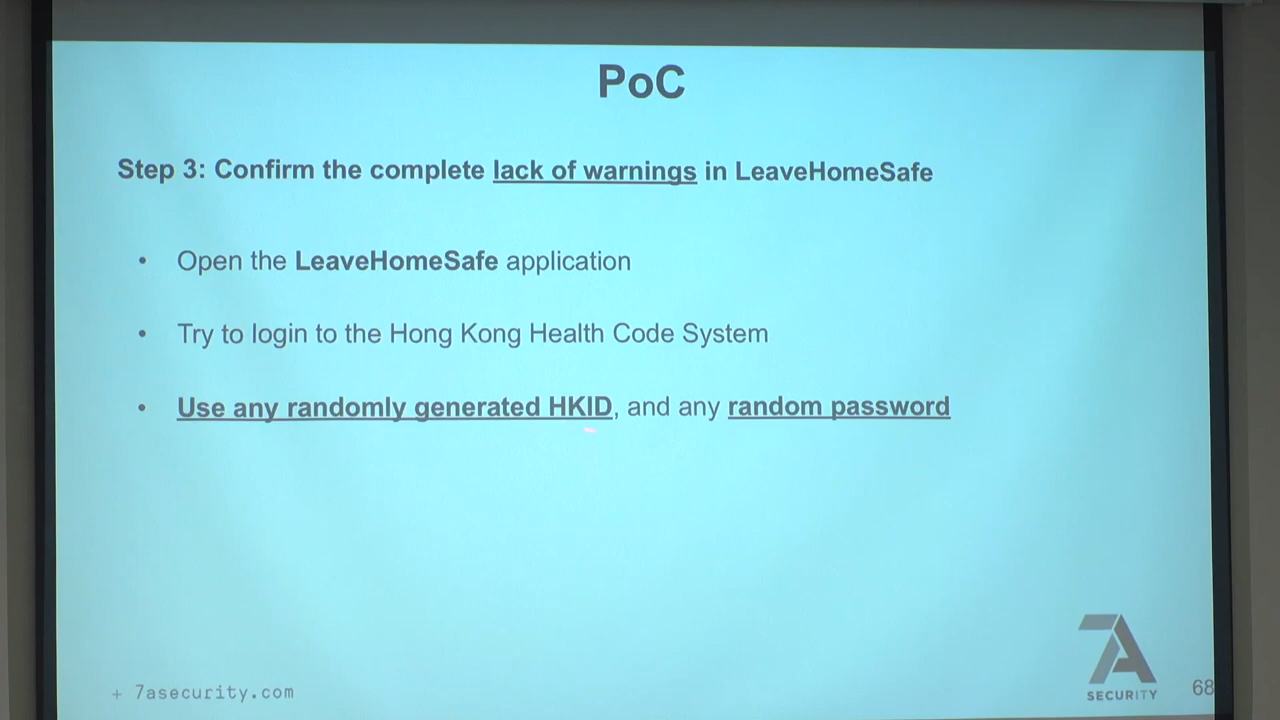 PoC
Step 3: Confirm the complete lack of warnings in LeaveHomeSafe
• Open the LeaveHomeSafe application
• Try to login to the Hong Kong Health Code System
• Use any randomly generated HKID, and any random password
+ 7asecurity.com
7A
SECURITY
68